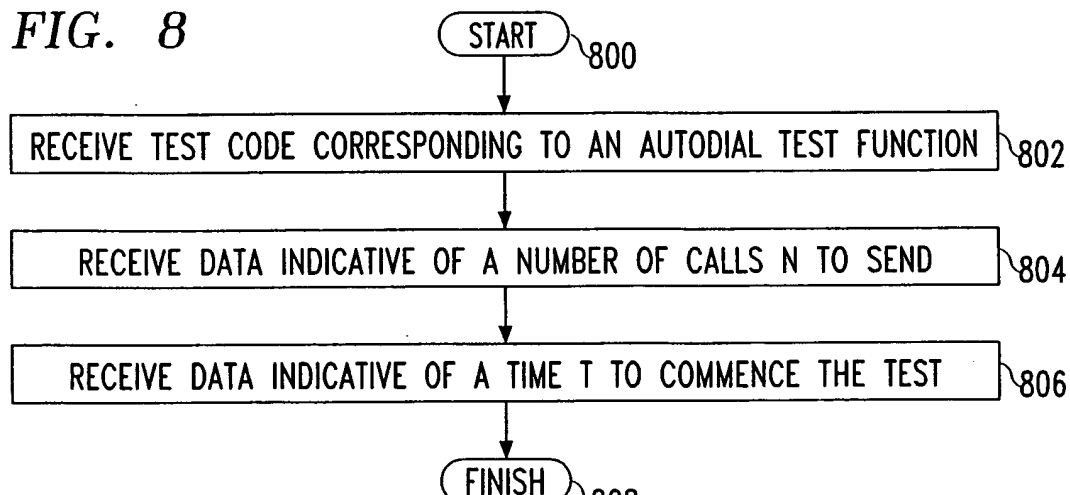 FIG. 8
START
800
RECEIVE TEST CODE CORRESPONDING TO AN AUTODIAL TEST FUNCTION
802
RECEIVE DATA INDICATIVE OF A NUMBER OF CALLS N TO SEND
804
RECEIVE DATA INDICATIVE OF A TIME T TO COMMENCE THE TEST
806
FINISH